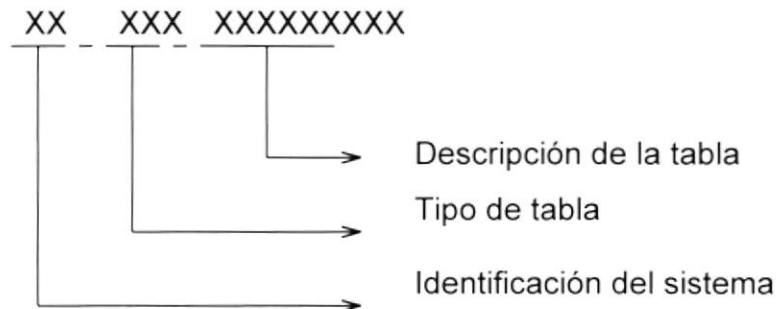 XX - XXX - XXXXXXXXX
Descripción de la tabla
Tipo de tabla
Identificación del sistema